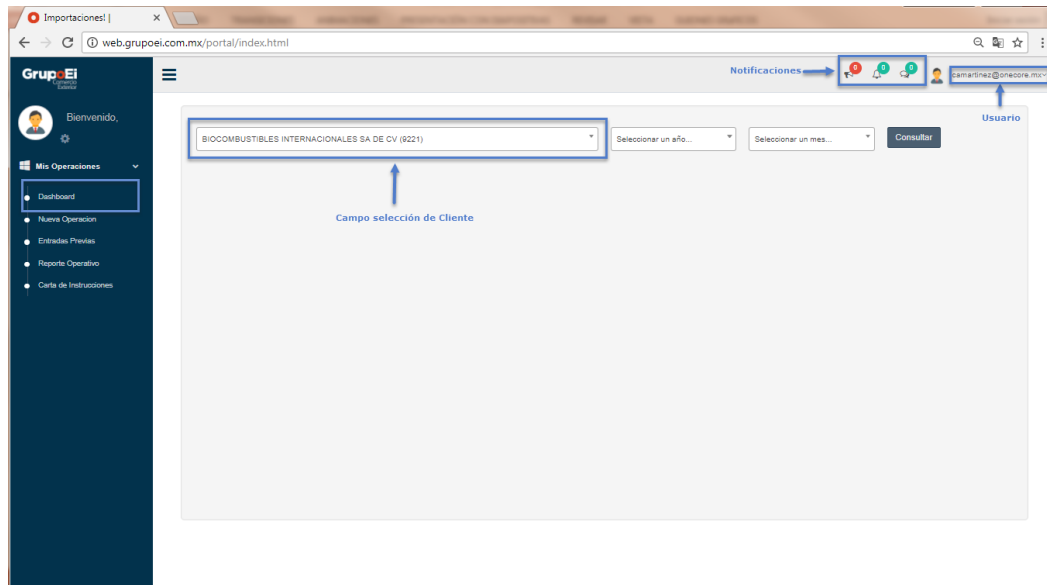 Importaciones! |
web.grupoei.com.mx/portal/index.html
GrupoEi
Comercio
Exterior
Notificaciones
0
0
0
camartinez@onecore.mx
Usuario
Bienvenido,
BIOCOMBUSTIBLES INTERNACIONALES SA DE CV (9221)
Seleccionar un año...
Seleccionar un mes...
Consultar
Mis Operaciones
Dashboard
Campo selección de Cliente
Nueva Operacion
Entradas Previas
Reporte Operativo
Carta de Instrucciones